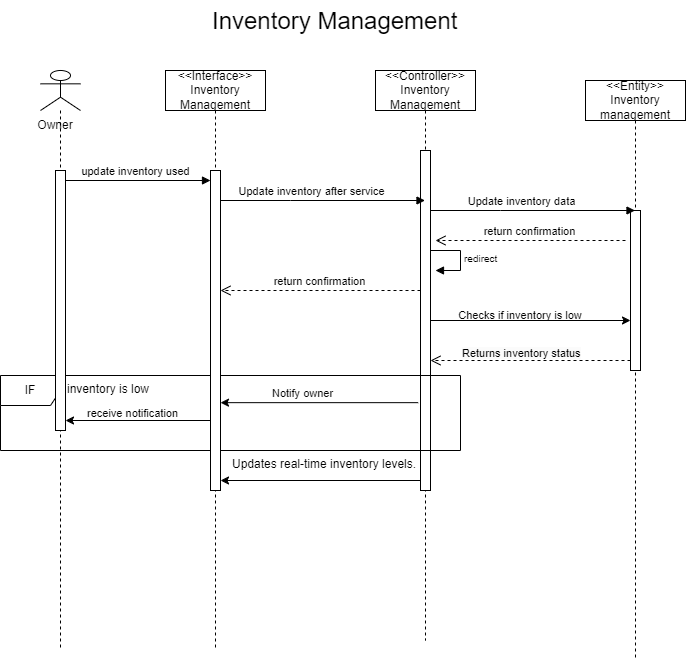 Inventory Management
<<Interface>>
Inventory
Management
<<Controller>>
Inventory
Management
<<Entity>>
Inventory
management
Owner
update inventory used
Update inventory after service
Update inventory data
return confirmation
redirect
return confirmation
Checks if inventory is low
Returns inventory status
IF
inventory is low
Notify owner
receive notification
Updates real-time inventory levels.